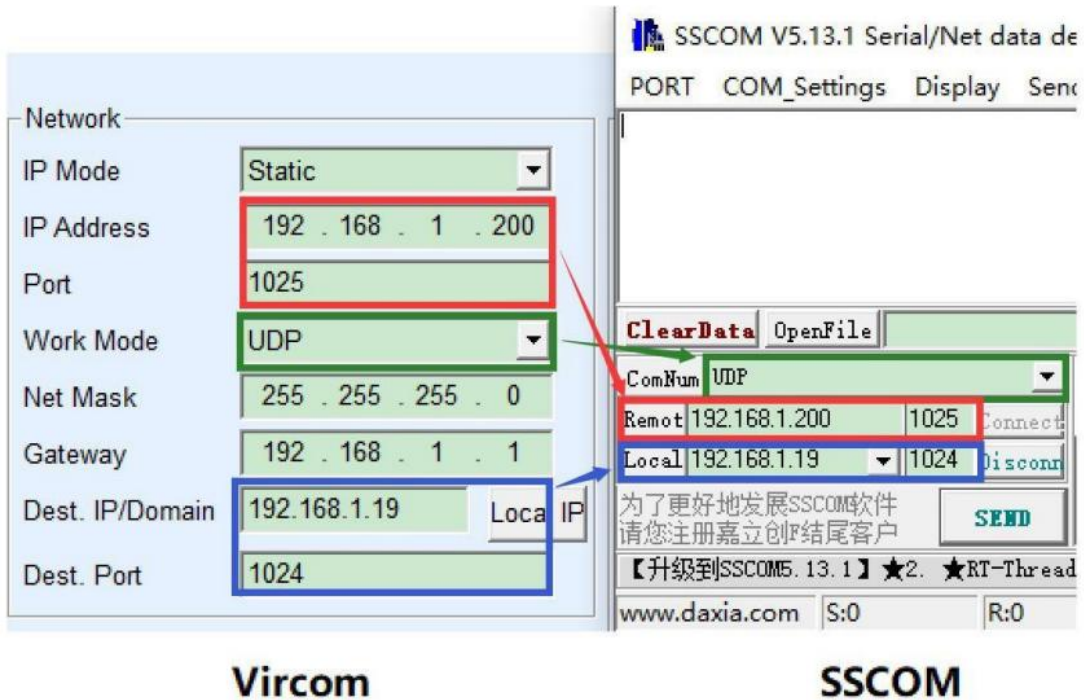 Network
IP Mode Static
IP Address 192 . 168 . 1 . 200
Port 1025
Work Mode UDP
Net Mask 255 . 255 . 255 . 0
Gateway 192 . 168 . 1 . 1
Dest. IP/Domain 192.168.1.19 Loca IP
Dest. Port 1024
SSCOM V5.13.1 Serial/Net data de
PORT COM_Settings Display Send
ClearData OpenFile
ComNum UDP
Remot 192.168.1.200 1025 Connect
Local 192.168.1.19 1024 Disconn
为了更好地发展SSCOM软件
请您注册嘉立创F结尾客户
SEND
【升级到SSCOM5.13.1】★2. ★RT-Thread
www.daxia.com S:0 R:0
Vircom
SSCOM